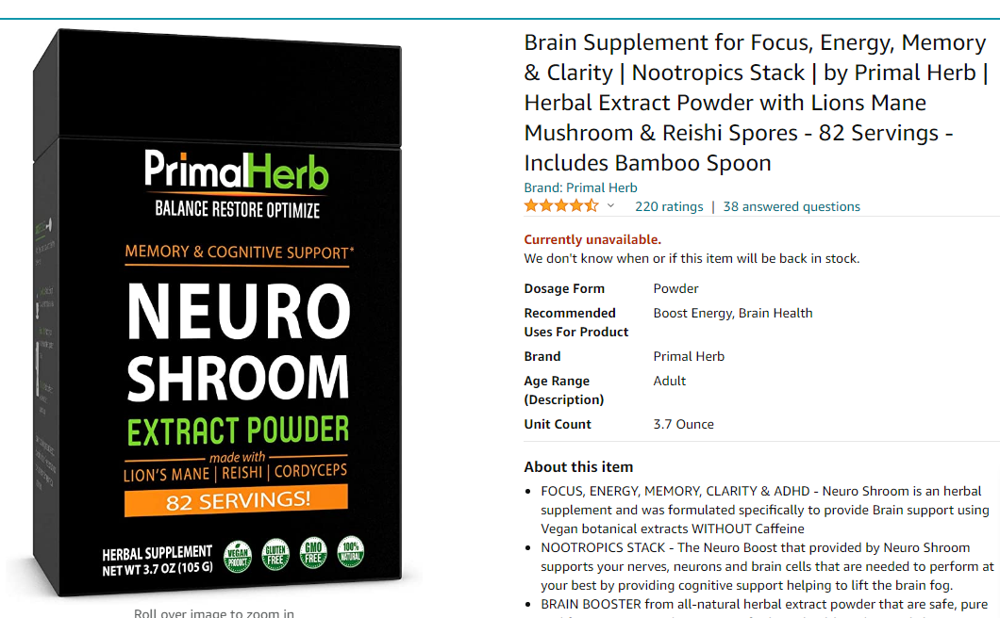 PrimalHerb
BALANCE RESTORE OPTIMIZE
MEMORY & COGNITIVE SUPPORT*
NEURO
SHROOM
EXTRACT POWDER
made with
LION'S MANE | REISHI | CORDYCEPS
82 SERVINGS!
HERBAL SUPPLEMENT
NET WT 3.7 OZ (105 G)
VEGAN PRODUCT
GLUTEN FREE
GMO FREE
100% NATURAL
Roll over image to zoom in
Brain Supplement for Focus, Energy, Memory
& Clarity | Nootropics Stack | by Primal Herb |
Herbal Extract Powder with Lions Mane
Mushroom & Reishi Spores - 82 Servings -
Includes Bamboo Spoon
Brand: Primal Herb
220 ratings | 38 answered questions
Currently unavailable.
We don't know when or if this item will be back in stock.
Dosage Form Powder
Recommended Boost Energy, Brain Health
Uses For Product
Brand Primal Herb
Age Range Adult
(Description)
Unit Count 3.7 Ounce
About this item
• FOCUS, ENERGY, MEMORY, CLARITY & ADHD - Neuro Shroom is an herbal
supplement and was formulated specifically to provide Brain support using
Vegan botanical extracts WITHOUT Caffeine
• NOOTROPICS STACK - The Neuro Boost that provided by Neuro Shroom
supports your nerves, neurons and brain cells that are needed to perform at
your best by providing cognitive support helping to lift the brain fog.
• BRAIN BOOSTER from all-natural herbal extract powder that are safe, pure